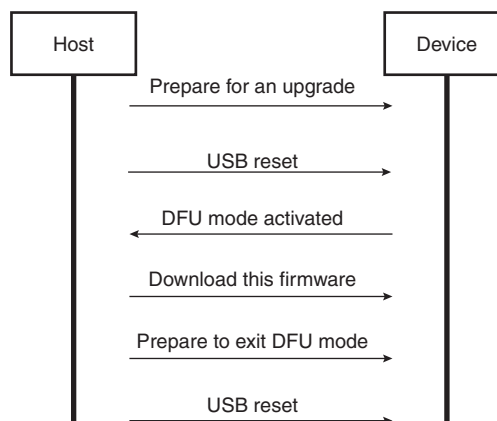 Host
Device
Prepare for an upgrade
USB reset
DFU mode activated
Download this firmware
Prepare to exit DFU mode
USB reset